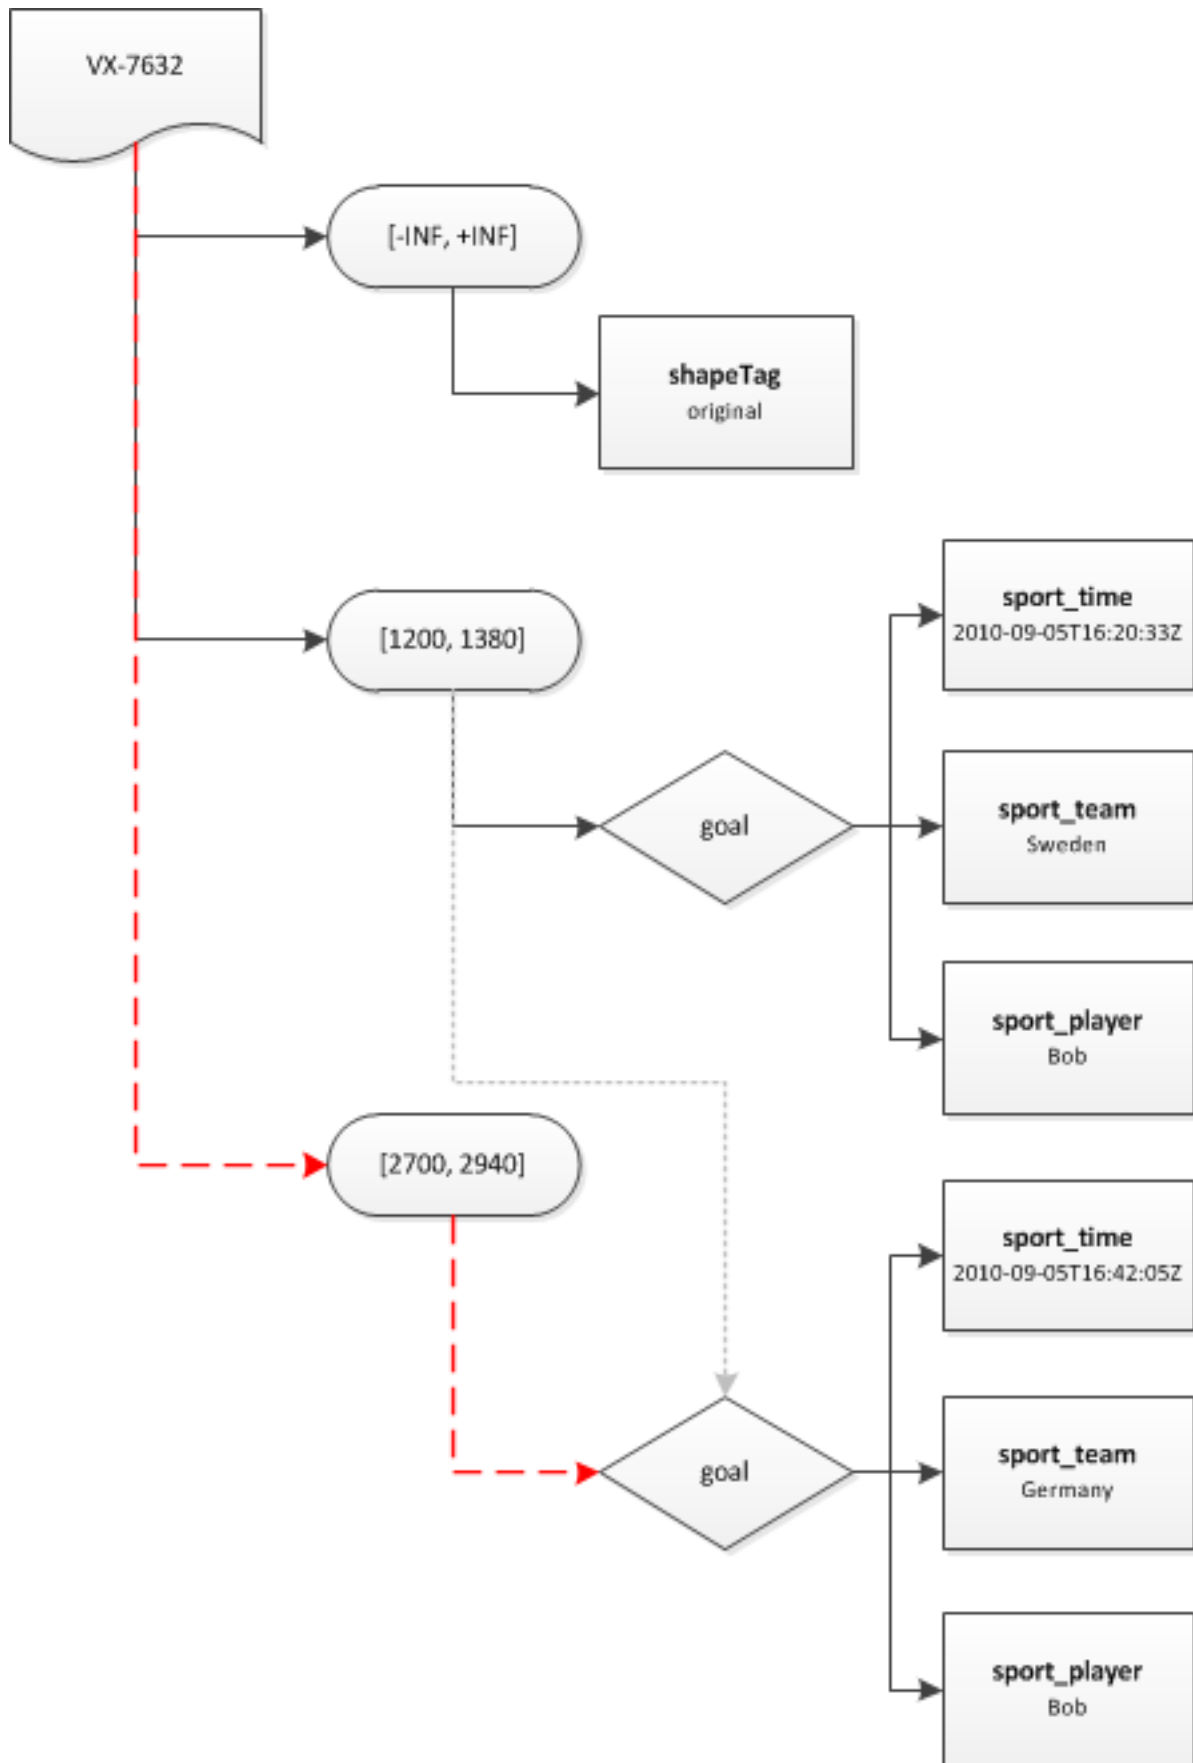 VX-7632
[-INF, +INF]
shapeTag
original
[1200, 1380]
goal
sport_time
2010-09-05T16:20:33Z
sport_team
Sweden
sport_player
Bob
[2700, 2940]
goal
sport_time
2010-09-05T16:42:05Z
sport_team
Germany
sport_player
Bob